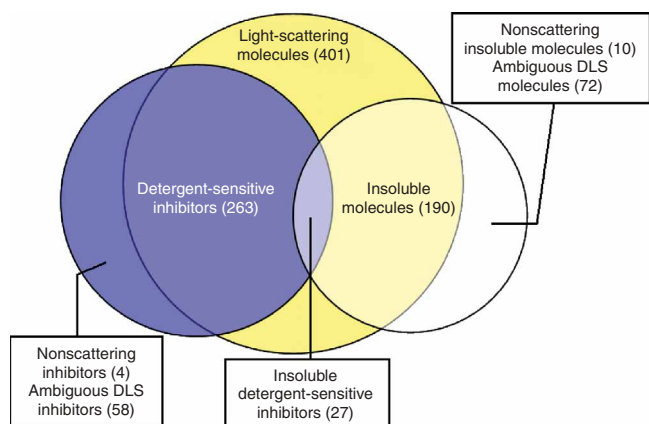 Light-scattering
molecules (401)
Nonscattering
insoluble molecules (10)
Ambiguous DLS
molecules (72)
Detergent-sensitive
inhibitors (263)
Insoluble
molecules (190)
Nonscattering
inhibitors (4)
Ambiguous DLS
inhibitors (58)
Insoluble
detergent-sensitive
inhibitors (27)